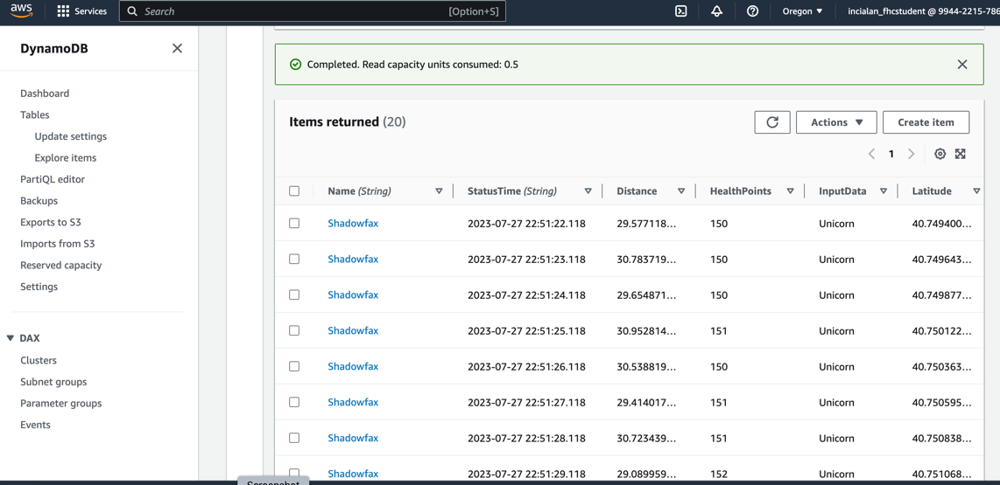 aws Services Search [Option+S] Oregon ▼ incialan_fhcstudent @ 9944-2215-786
DynamoDB
Dashboard
Tables
Update settings
Explore items
PartiQL editor
Backups
Exports to S3
Imports from S3
Reserved capacity
Settings
▼ DAX
Clusters
Subnet groups
Parameter groups
Events
Completed. Read capacity units consumed: 0.5
Items returned (20) Actions ▼ Create item
1
Name (String) StatusTime (String) Distance HealthPoints InputData Latitude
Shadowfax 2023-07-27 22:51:22.118 29.577118... 150 Unicorn 40.749400...
Shadowfax 2023-07-27 22:51:23.118 30.783719... 150 Unicorn 40.749643...
Shadowfax 2023-07-27 22:51:24.118 29.654871... 150 Unicorn 40.749877...
Shadowfax 2023-07-27 22:51:25.118 30.952814... 151 Unicorn 40.750122...
Shadowfax 2023-07-27 22:51:26.118 30.538819... 150 Unicorn 40.750363...
Shadowfax 2023-07-27 22:51:27.118 29.414017... 151 Unicorn 40.750595...
Shadowfax 2023-07-27 22:51:28.118 30.723439... 151 Unicorn 40.750838...
Shadowfax 2023-07-27 22:51:29.118 29.089959... 152 Unicorn 40.751068...
Screenshot